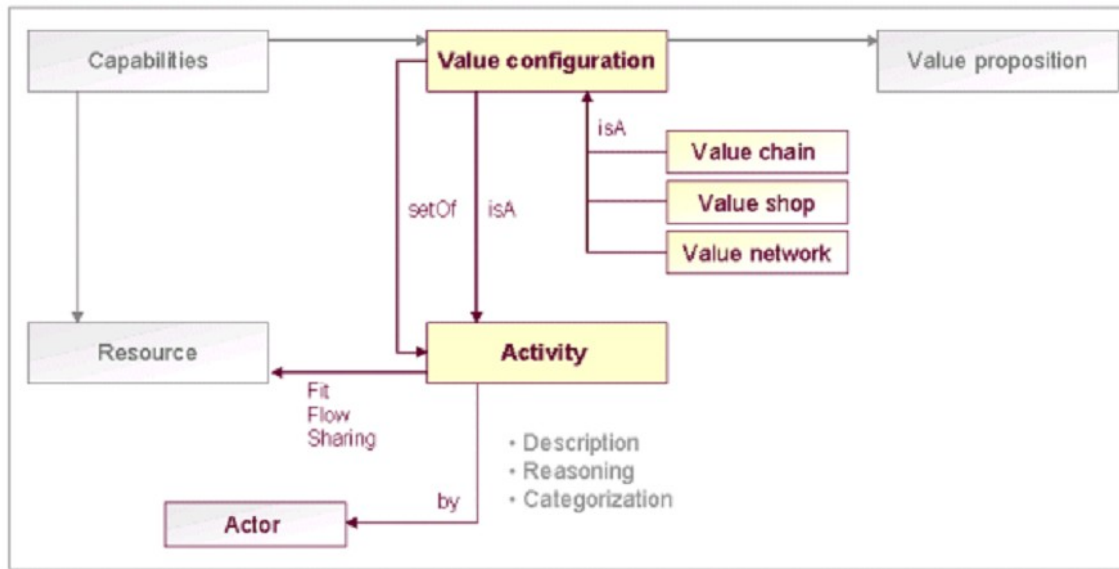 Capabilities
Value configuration
Value proposition
isA
Value chain
setOf
isA
Value shop
Value network
Resource
Activity
Fit
Flow
Sharing
• Description
• Reasoning
• Categorization
by
Actor